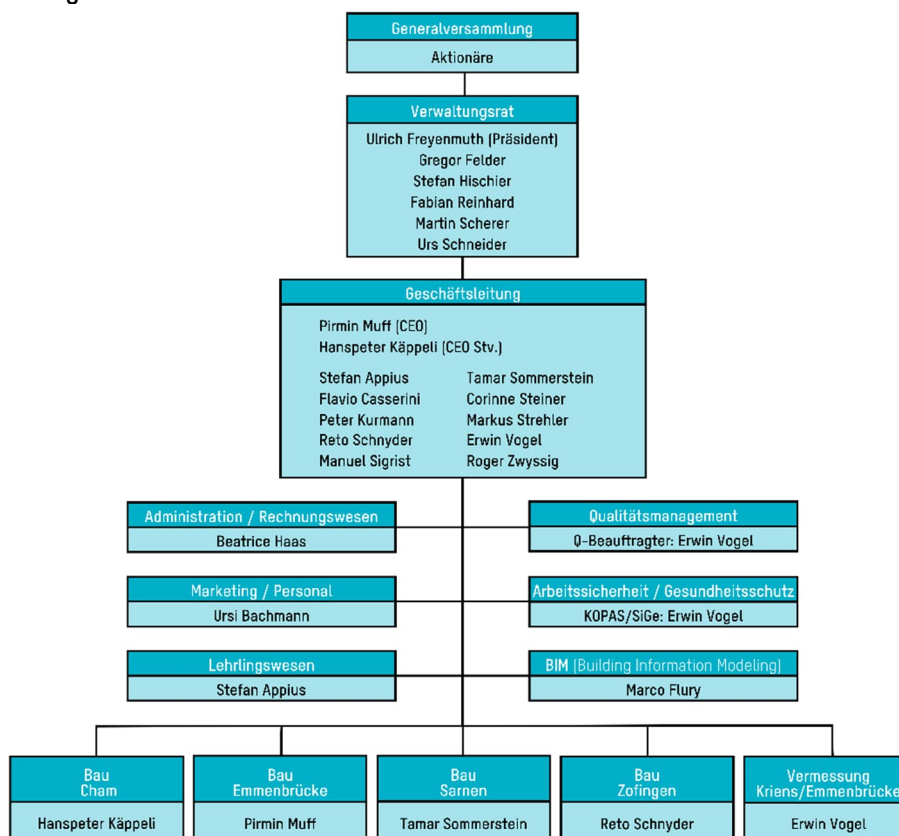 Generalversammlung
Aktionäre
Verwaltungsrat
Ulrich Freyenmuth (Präsident)
Gregor Felder
Stefan Hischier
Fabian Reinhard
Martin Scherer
Urs Schneider
Geschäftsleitung
Pirmin Muff (CEO)
Hanspeter Käppeli (CEO Stv.)
Stefan Appius
Flavio Casserini
Peter Kurmann
Reto Schnyder
Manuel Sigrist
Tamar Sommerstein
Corinne Steiner
Markus Strehler
Erwin Vogel
Roger Zwyssig
Administration / Rechnungswesen
Beatrice Haas
Qualitätsmanagement
Q-Beauftragter: Erwin Vogel
Marketing / Personal
Ursi Bachmann
Arbeitssicherheit / Gesundheitsschutz
KOPAS/SiGe: Erwin Vogel
Lehrlingswesen
Stefan Appius
BIM (Building Information Modeling)
Marco Flury
Bau
Cham
Hanspeter Käppeli
Bau
Emmenbrücke
Pirmin Muff
Bau
Sarnen
Tamar Sommerstein
Bau
Zofingen
Reto Schnyder
Vermessung
Kriens/Emmenbrücke
Erwin Vogel